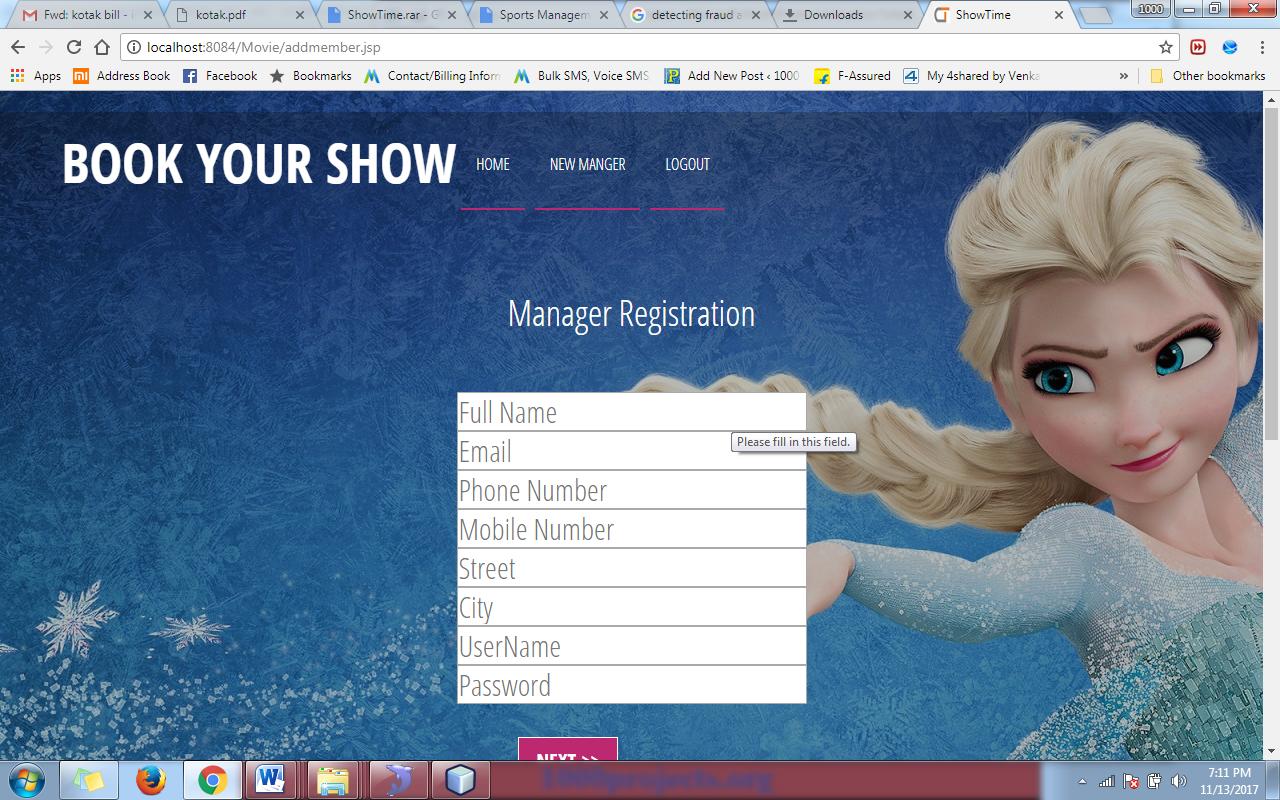 Fwd: kotak bill - i
kotak.pdf
ShowTime.rar - G
Sports Managem
detecting fraud a
Downloads
ShowTime
1000
localhost:8084/Movie/addmember.jsp
Apps
Address Book
Facebook
Bookmarks
Contact/Billing Inforn
Bulk SMS, Voice SMS
Add New Post ‹ 1000
F-Assured
My 4shared by Venka
»
Other bookmarks
BOOK YOUR SHOW
HOME
NEW MANGER
LOGOUT
Manager Registration
Full Name
Please fill in this field.
Email
Phone Number
Mobile Number
Street
City
UserName
Password
NEXT >>
1000projects.org
7:11 PM
11/13/2017